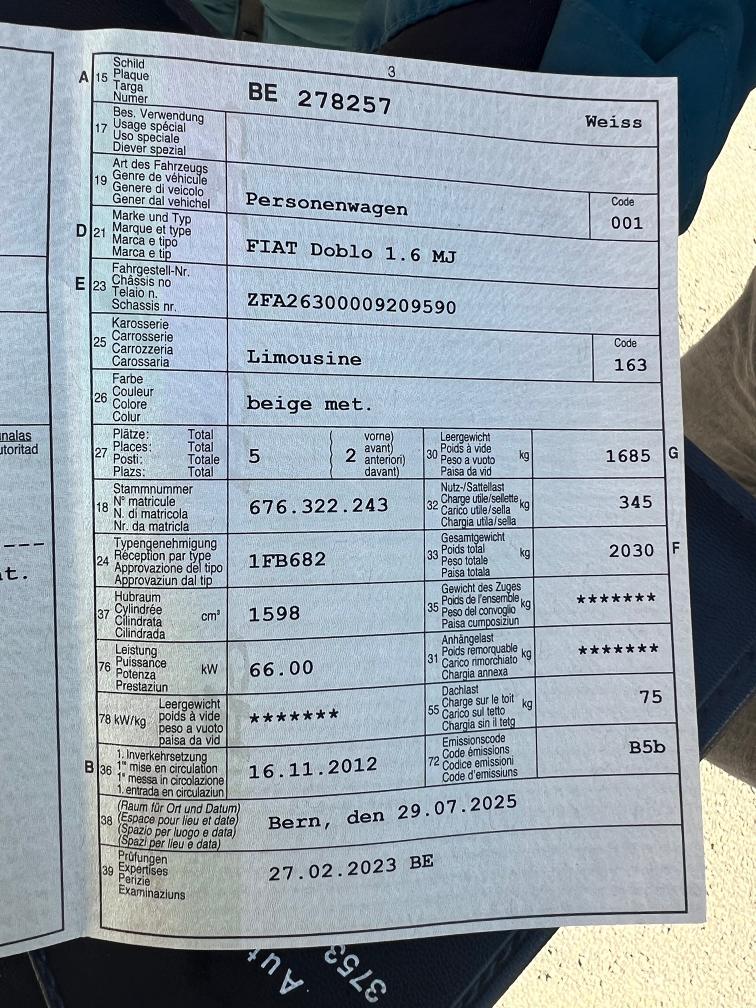 3
A 15 Schild
Plaque
Targa
Numer
BE 278257 Weiss
17 Bes. Verwendung
Usage spécial
Uso speciale
Diever spezial
19 Art des Fahrzeugs
Genre de véhicule
Genere di veicolo
Gener dal vehichel
Personenwagen
Code
001
D 21 Marke und Typ
Marque et type
Marca e tipo
Marca e tip
FIAT Doblo 1.6 MJ
E 23 Fahrgestell-Nr.
Châssis no
Telaio n.
Schassis nr.
ZFA26300009209590
25 Karosserie
Carrosserie
Carrozzeria
Carossaria
Limousine
Code
163
26 Farbe
Couleur
Colore
Colur
beige met.
27 Plätze: Total
Places: Total
Posti: Totale
Plazs: Total
5 ( 2 vorne)
avant)
anteriori)
davant)
30 Leergewicht
Poids à vide
Peso a vuoto
Paisa da vid
kg
1685 G
18 Stammnummer
N° matricule
N. di matricola
Nr. da matricla
676.322.243
32 Nutz-/Sattellast
Charge utile/sellette
Carico utile/sella
Chargia utila/sella
kg
345
24 Typengenehmigung
Réception par type
Approvazione del tipo
Approvaziun dal tip
1FB682
33 Gesamtgewicht
Poids total
Peso totale
Paisa totala
kg
2030 F
37 Hubraum
Cylindrée
Cilindrata
Cilindrada
cm³
1598
35 Gewicht des Zuges
Poids de l'ensemble
Peso del convoglio
Paisa cumposiziun
kg
*******
76 Leistung
Puissance
Potenza
Prestaziun
kW
66.00
31 Anhängelast
Poids remorquable
Carico rimorchiato
Chargia annexa
kg
*******
78 kW/kg Leergewicht
poids à vide
peso a vuoto
paisa da vid
*******
55 Dachlast
Charge sur le toit
Carico sul tetto
Chargia sin il tetg
kg
75
B 36 1. Inverkehrsetzung
1re mise en circulation
1a messa in circolazione
1. entrada en circulaziun
16.11.2012
72 Emissionscode
Code émissions
Codice emissioni
Code d'emissiuns
B5b
38 (Raum für Ort und Datum)
(Espace pour lieu et date)
(Spazio per luogo e data)
(Spazi per lieu e data)
Bern, den 29.07.2025
39 Prüfungen
Expertises
Perizie
Examinaziuns
27.02.2023 BE
Aut
3753